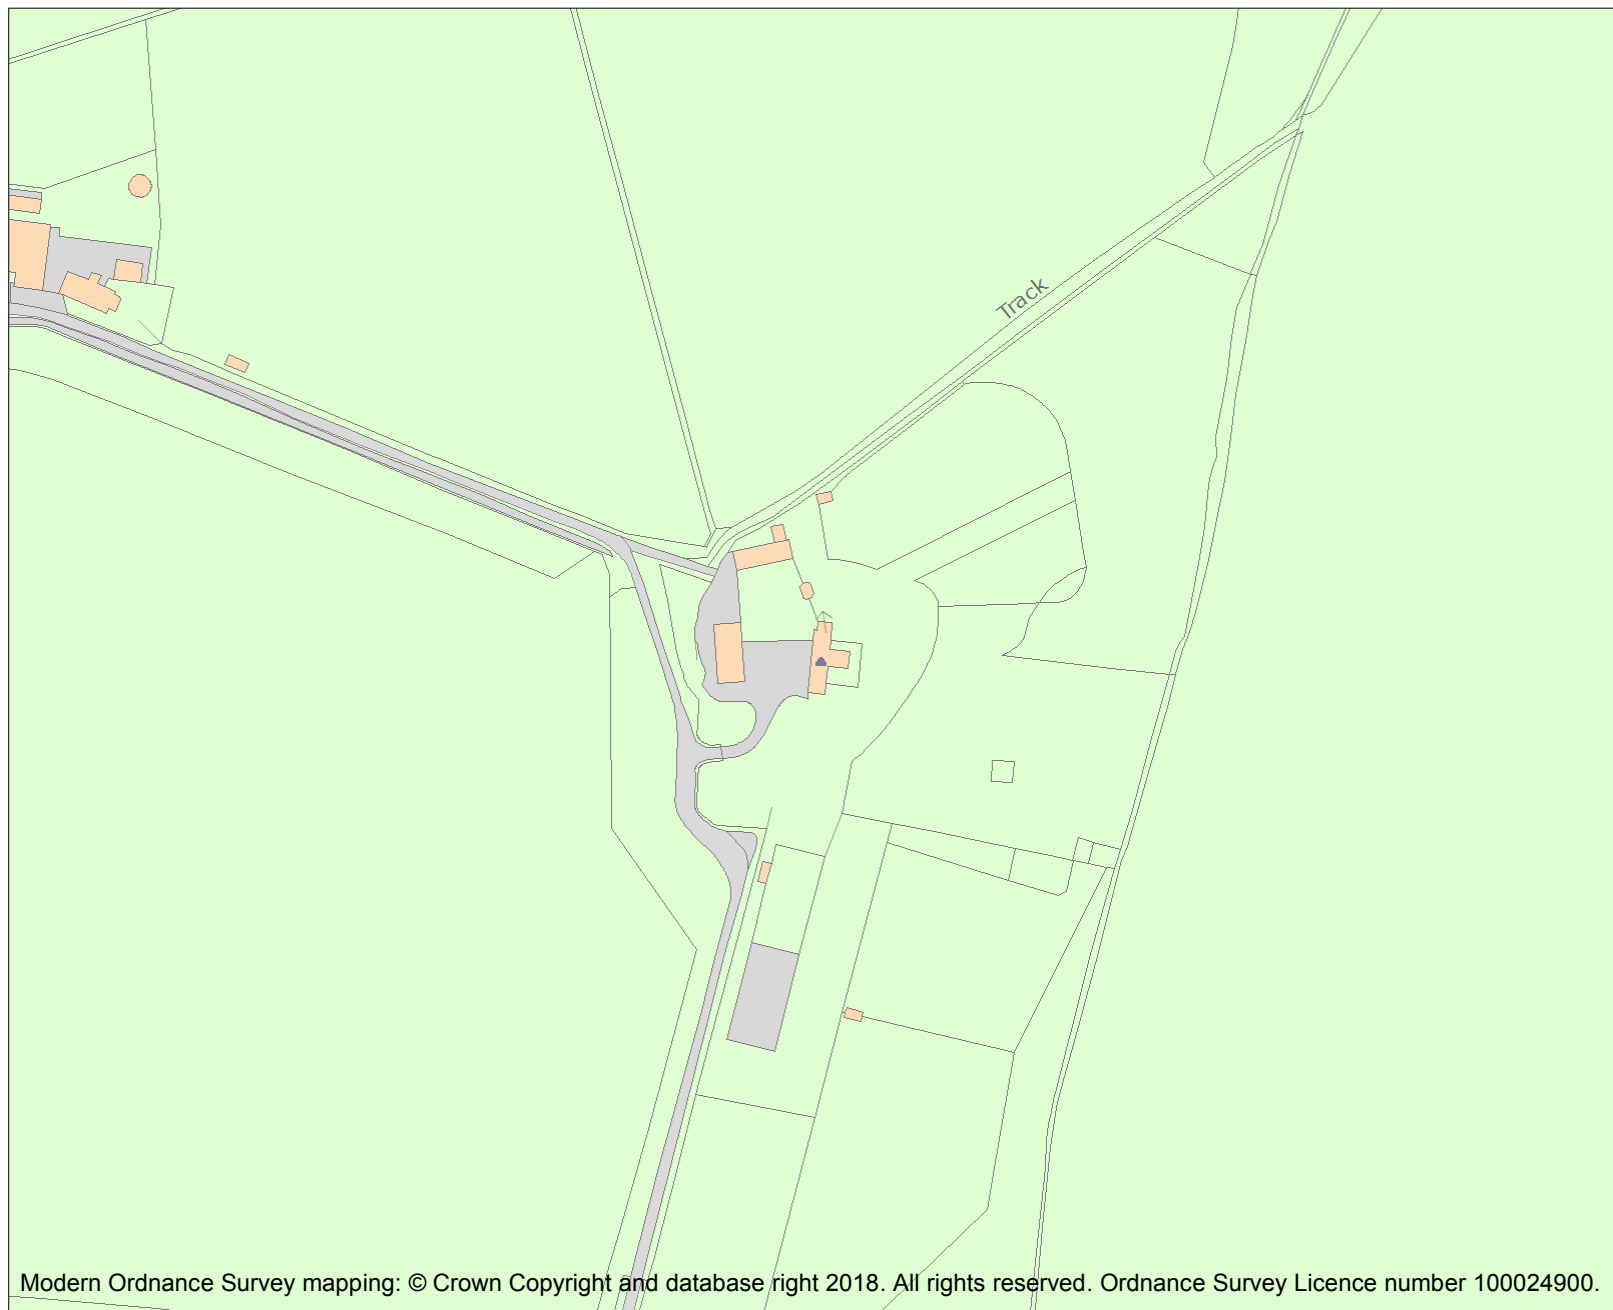 Track
Modern Ordnance Survey mapping: © Crown Copyright and database right 2018. All rights reserved. Ordnance Survey Licence number 100024900.